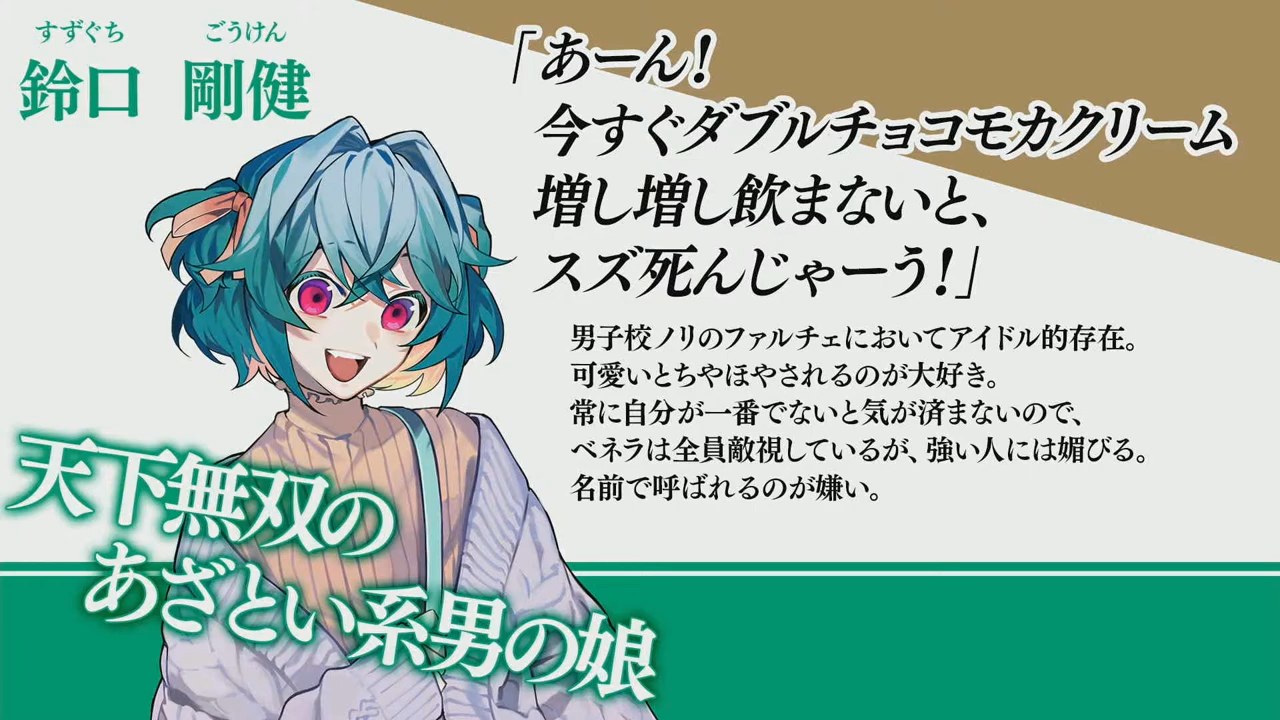 すずぐち ごうけん
鈴口 剛健
「あーん!
今すぐダブルチョコモカクリーム
増し増し飲まないと、
スズ死んじゃーう!」
男子校ノリのファルチェにおいてアイドル的存在。
可愛いとちやほやされるのが大好き。
常に自分が一番でないと気が済まないので、
ベネラは全員敵視しているが、強い人には媚びる。
名前で呼ばれるのが嫌い。
天下無双の
あざとい系男の娘